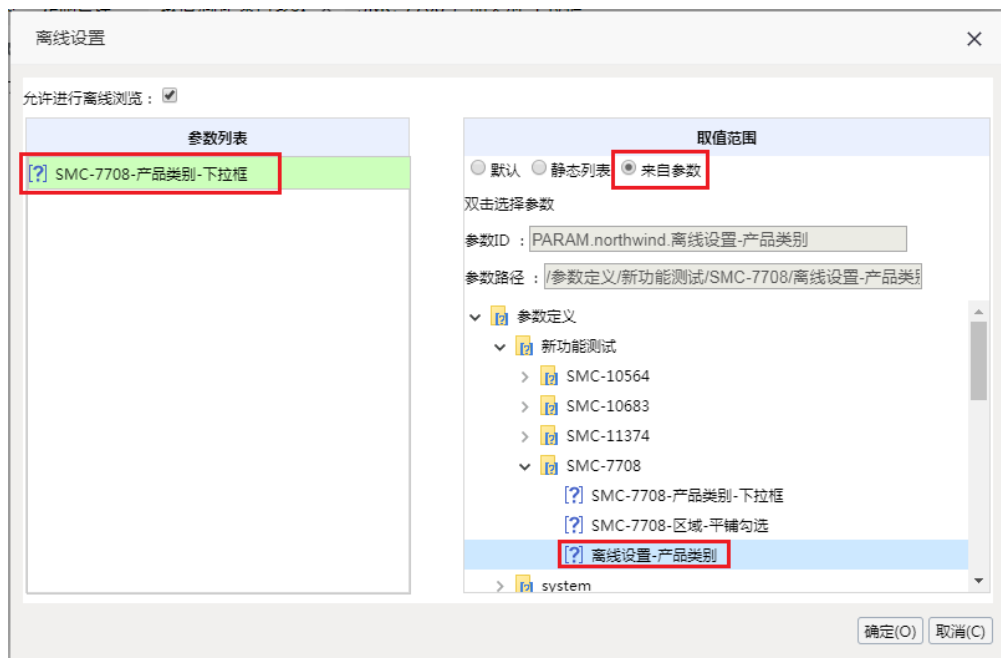 离线设置
允许进行离线浏览：
参数列表
[?] SMC-7708-产品类别-下拉框
取值范围
默认 静态列表 来自参数
双击选择参数
参数ID ：PARAM.northwind.离线设置-产品类别
参数路径 ：/参数定义/新功能测试/SMC-7708/离线设置-产品类别
[?] 参数定义
[?] 新功能测试
[?] SMC-10564
[?] SMC-10683
[?] SMC-11374
[?] SMC-7708
[?] SMC-7708-产品类别-下拉框
[?] SMC-7708-区域-平铺勾选
[?] 离线设置-产品类别
[?] system
确定(O) 取消(C)